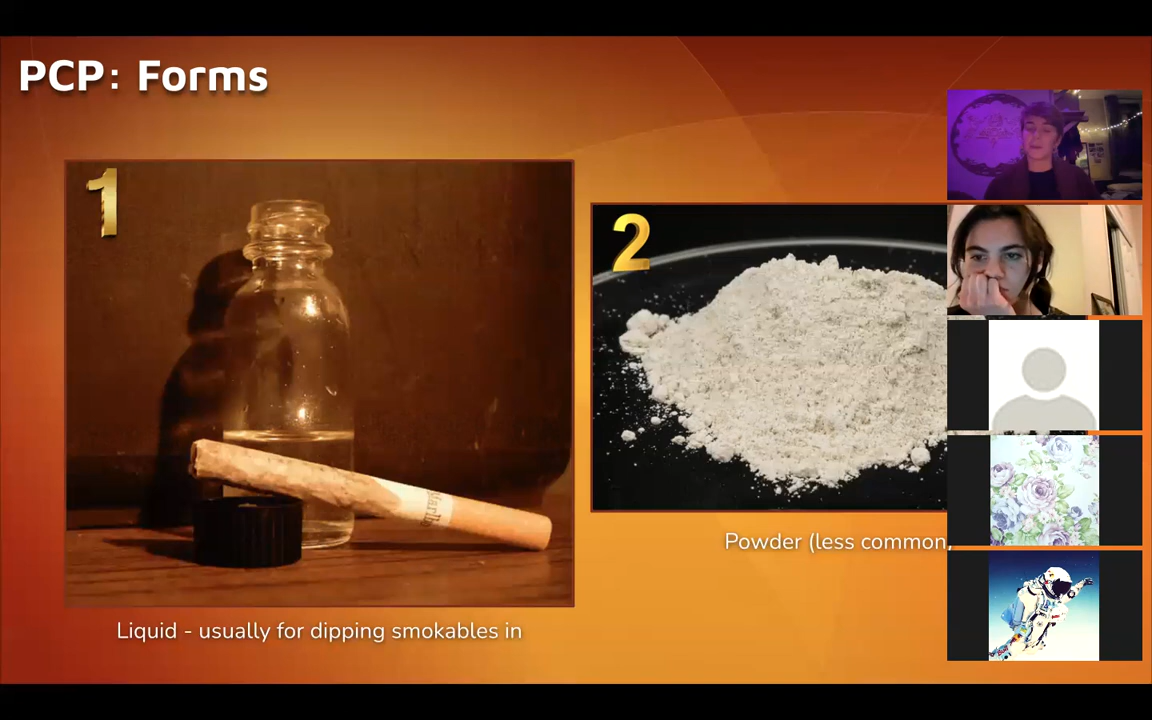 PCP: Forms
1
2
Powder (less common)
Liquid - usually for dipping smokables in